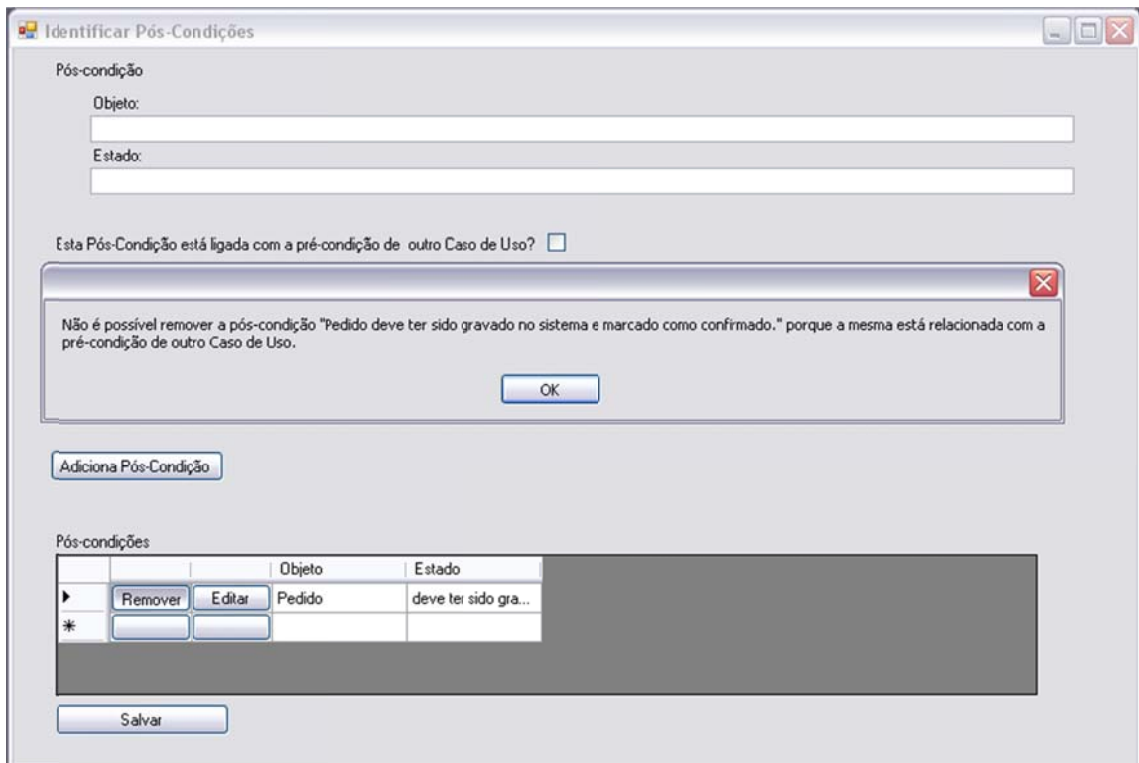 Identificar Pós-Condições
Pós-condição
Objeto:
Estado:
Esta Pós-Condição está ligada com a pré-condição de outro Caso de Uso?
Não é possível remover a pós-condição "Pedido deve ter sido gravado no sistema e marcado como confirmado." porque a mesma está relacionada com a
pré-condição de outro Caso de Uso.
OK
Adiciona Pós-Condição
Pós-condições
Objeto Estado
Remover Editar Pedido deve ter sido gra...
Salvar